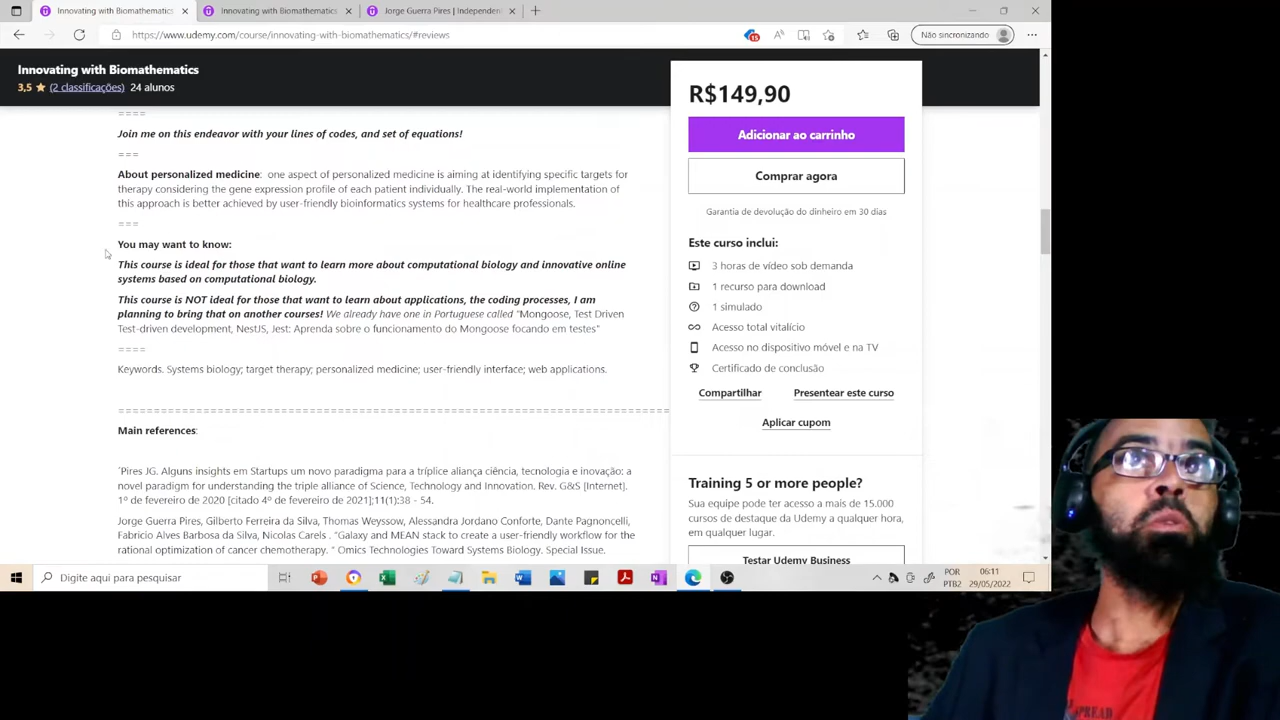 Innovating with Biomathematics
Innovating with Biomathematics
Jorge Guerra Pires | Independen
https://www.udemy.com/course/innovating-with-biomathematics/#reviews
15
Não sincronizando
Innovating with Biomathematics
3,5 ★ (2 classificações) 24 alunos
====
Join me on this endeavor with your lines of codes, and set of equations!
===
About personalized medicine: one aspect of personalized medicine is aiming at identifying specific targets for
therapy considering the gene expression profile of each patient individually. The real-world implementation of
this approach is better achieved by user-friendly bioinformatics systems for healthcare professionals.
===
You may want to know:
This course is ideal for those that want to learn more about computational biology and innovative online
systems based on computational biology.
This course is NOT ideal for those that want to learn about applications, the coding processes, I am
planning to bring that on another courses! We already have one in Portuguese called "Mongoose, Test Driven
Test-driven development, NestJS, Jest: Aprenda sobre o funcionamento do Mongoose focando em testes"
====
Keywords. Systems biology; target therapy; personalized medicine; user-friendly interface; web applications.
=================================================================
Main references:
'Pires JG. Alguns insights em Startups um novo paradigma para a tríplice aliança ciência, tecnologia e inovação: a
novel paradigm for understanding the triple alliance of Science, Technology and Innovation. Rev. G&S [Internet].
1º de fevereiro de 2020 [citado 4º de fevereiro de 2021];11(1):38 - 54.
Jorge Guerra Pires, Gilberto Ferreira da Silva, Thomas Weyssow, Alessandra Jordano Conforte, Dante Pagnoncelli,
Fabricio Alves Barbosa da Silva, Nicolas Carels . "Galaxy and MEAN stack to create a user-friendly workflow for the
rational optimization of cancer chemotherapy. " Omics Technologies Toward Systems Biology. Special Issue.
R$149,90
Adicionar ao carrinho
Comprar agora
Garantia de devolução do dinheiro em 30 dias
Este curso inclui:
3 horas de vídeo sob demanda
1 recurso para download
1 simulado
Acesso total vitalício
Acesso no dispositivo móvel e na TV
Certificado de conclusão
Compartilhar Presentear este curso
Aplicar cupom
Training 5 or more people?
Sua equipe pode ter acesso a mais de 15.000
cursos de destaque da Udemy a qualquer hora,
em qualquer lugar.
Testar Udemy Business
Digite aqui para pesquisar
POR
PTB2
06:11
29/05/2022
SPREAD